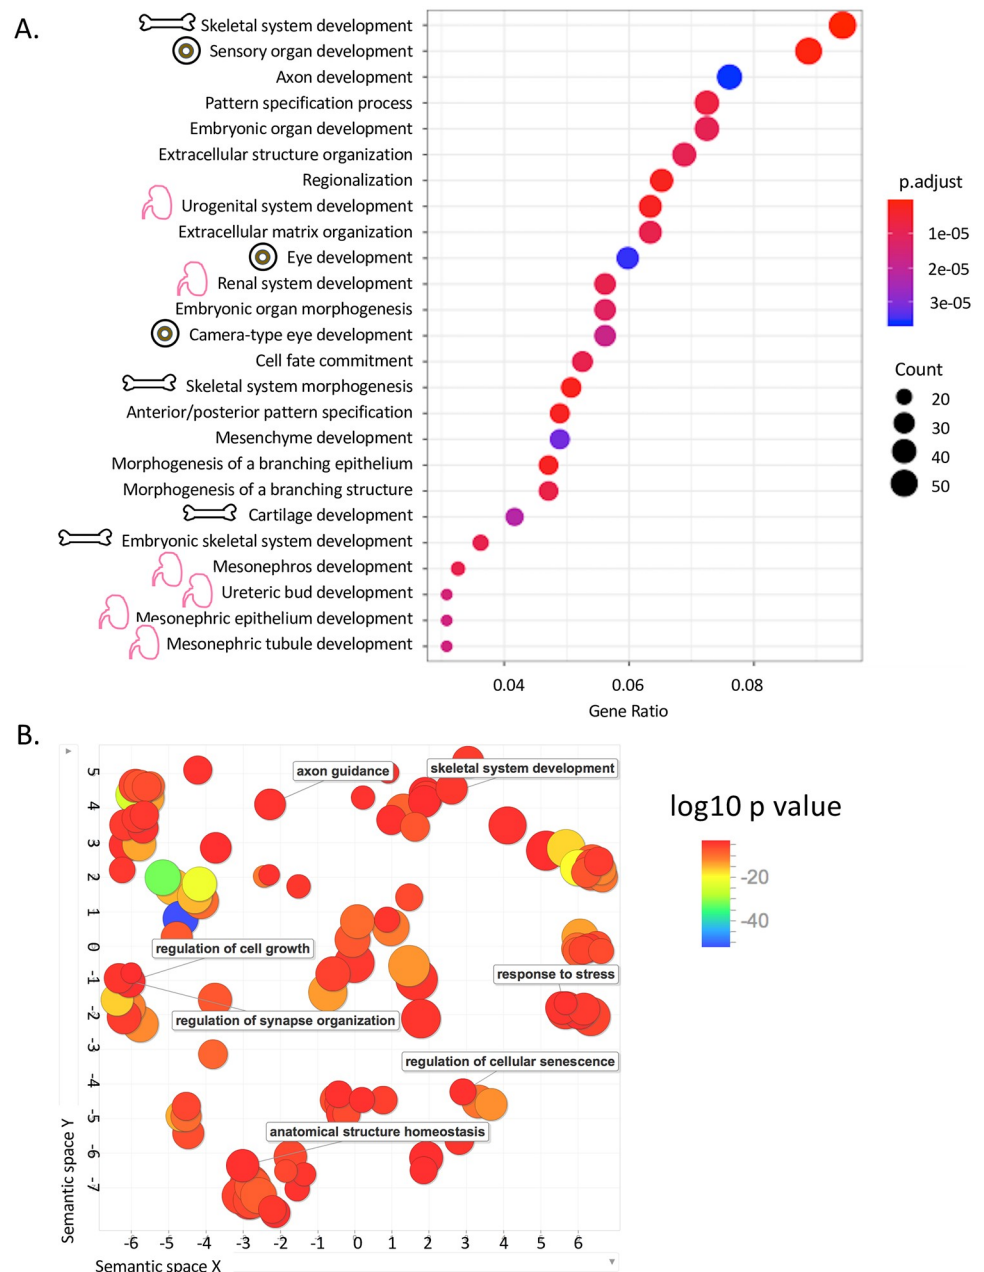 A.
Skeletal system development
Sensory organ development
Axon development
Pattern specification process
Embryonic organ development
Extracellular structure organization
Regionalization
Urogenital system development
Extracellular matrix organization
Eye development
Renal system development
Embryonic organ morphogenesis
Camera-type eye development
Cell fate commitment
Skeletal system morphogenesis
Anterior/posterior pattern specification
Mesenchyme development
Morphogenesis of a branching epithelium
Morphogenesis of a branching structure
Cartilage development
Embryonic skeletal system development
Mesonephros development
Ureteric bud development
Mesonephric epithelium development
Mesonephric tubule development
0.04 0.06 0.08
Gene Ratio
p.adjust
1e-05
2e-05
3e-05
Count
20
30
40
50
B.
5
4
3
2
1
0
-1
-2
-3
-4
-5
-6
-7
Semantic space Y
axon guidance
skeletal system development
regulation of cell growth
response to stress
regulation of synapse organization
regulation of cellular senescence
anatomical structure homeostasis
-6 -5 -4 -3 -2 -1 0 1 2 3 4 5 6
Semantic space X
log10 p value
-20
-40